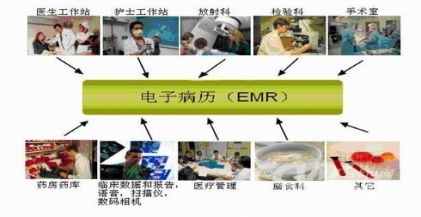 医生工作站
护士工作站
放射科
检验科
手术室
电子病历（EMR）
药房药库
临床数据和报告，
语音，扫描仪，
数码相机
医疗管理
膳食科
其它